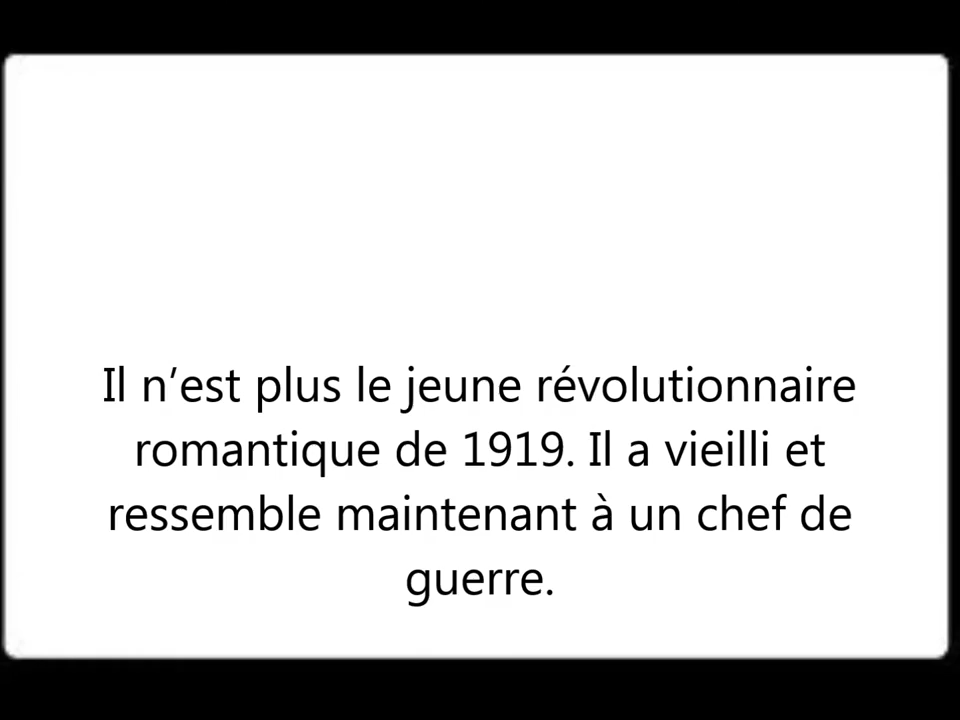 Il n’est plus le jeune révolutionnaire
romantique de 1919. Il a vieilli et
ressemble maintenant à un chef de
guerre.